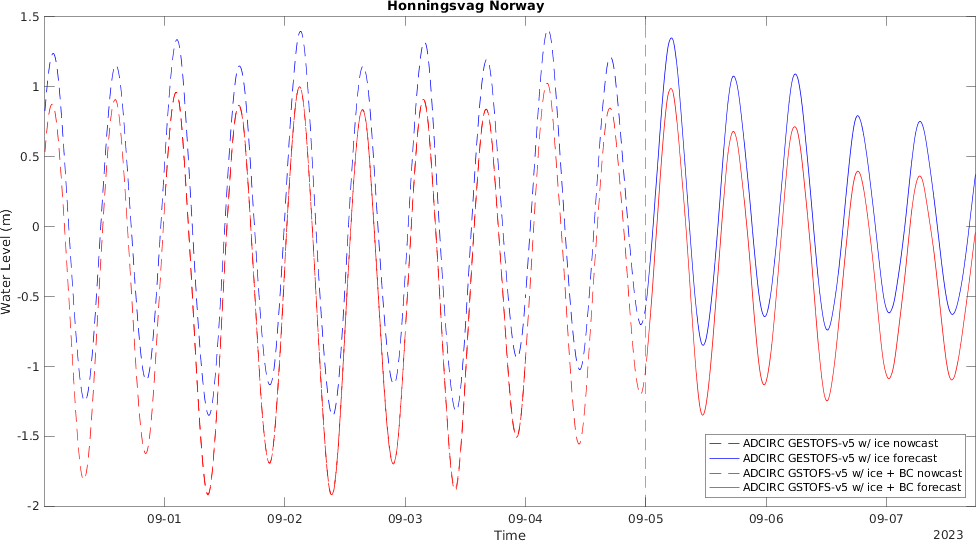 Honningsvag Norway
1.5
1
0.5
0
-0.5
-1
-1.5
-2
Water Level (m)
09-01
09-02
09-03
09-04
09-05
09-06
09-07
Time
2023
ADCIRC GESTOFS-v5 w/ ice nowcast
ADCIRC GESTOFS-v5 w/ ice forecast
ADCIRC GSTOFS-v5 w/ ice + BC nowcast
ADCIRC GSTOFS-v5 w/ ice + BC forecast